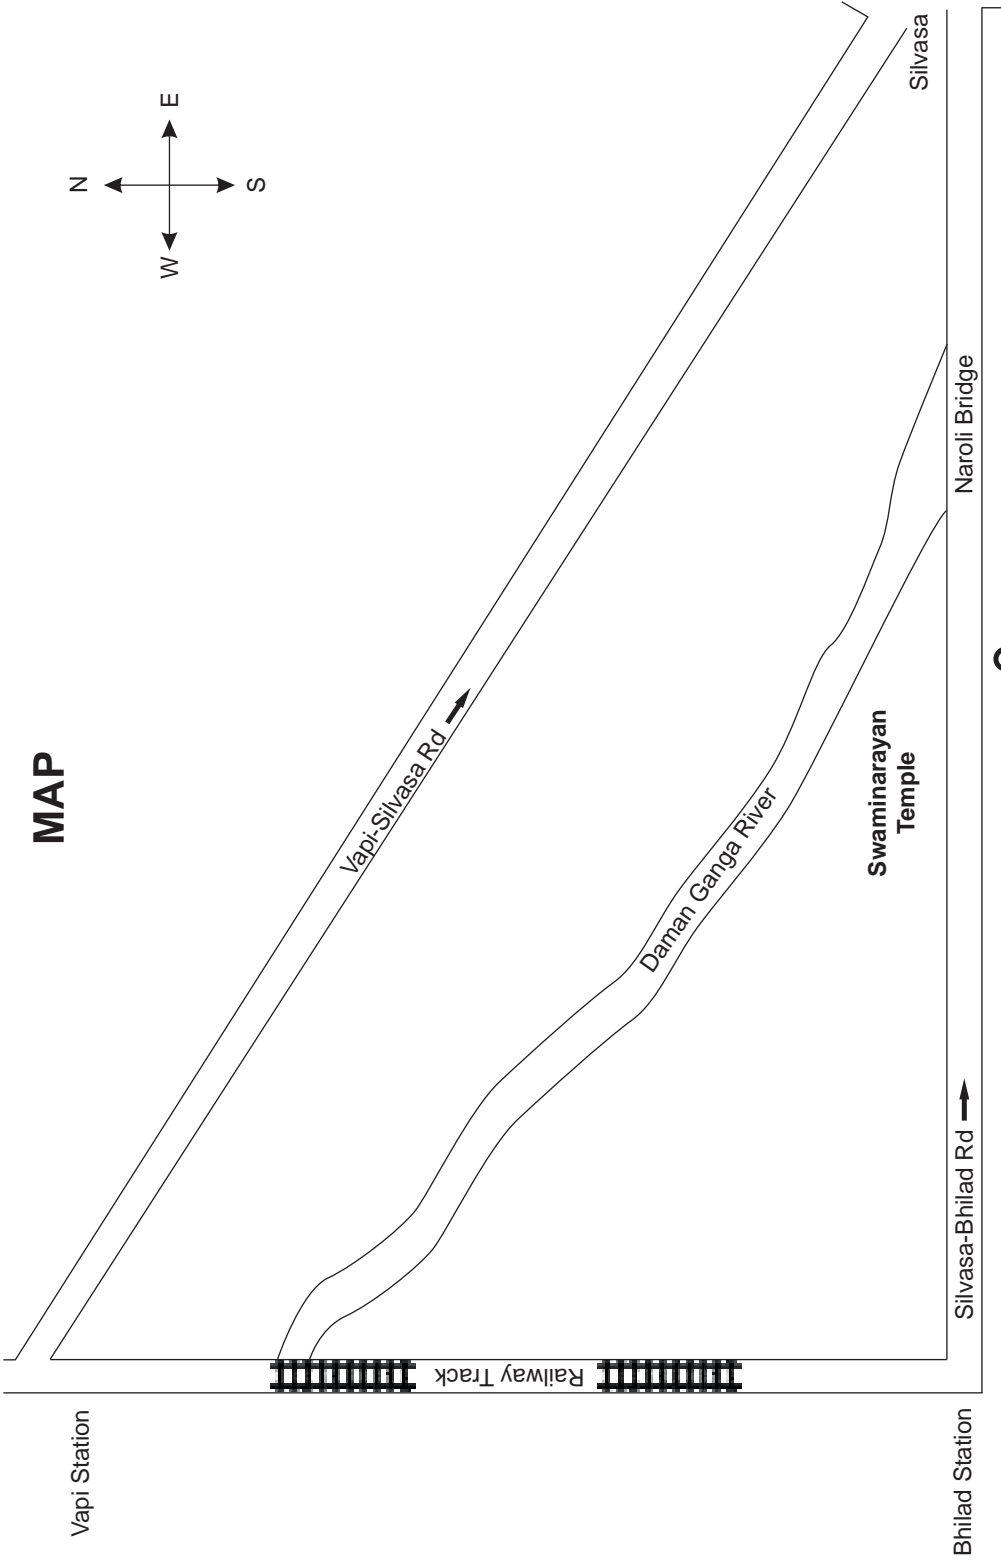 MAP
N
W
E
S
Vapi Station
Vapi-Silvasa Rd
Silvasa
Railway Track
Daman Ganga River
Swaminarayan
Temple
Naroli Bridge
Silvasa-Bhilad Rd
Bhilad Station